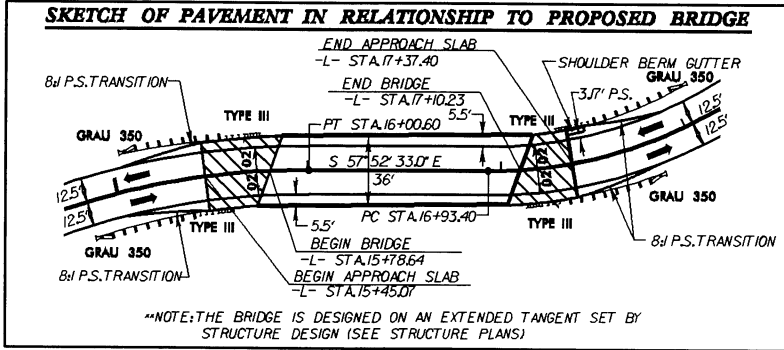 SKETCH OF PAVEMENT IN RELATIONSHIP TO PROPOSED BRIDGE
END APPROACH SLAB
-L- STA.17+37.40
SHOULDER BERM GUTTER
GRAU 350
8:1 P.S.TRANSITION
END BRIDGE
-L- STA.17+10.23
3.7' P.S.
TYPE III
TYPE III
GRAU 350
PT STA.16+00.60
5.5'
12.5'
12.5'
20
20
S 57°52'33.0" E
36'
20
20
12.5'
12.5'
GRAU 350
TYPE III
5.5'
PC STA.16+93.40
TYPE III
GRAU 350
8:1 P.S.TRANSITION
8:1 P.S.TRANSITION
BEGIN BRIDGE
-L- STA.15+78.64
BEGIN APPROACH SLAB
-L- STA.15+45.07
**NOTE: THE BRIDGE IS DESIGNED ON AN EXTENDED TANGENT SET BY
STRUCTURE DESIGN (SEE STRUCTURE PLANS)